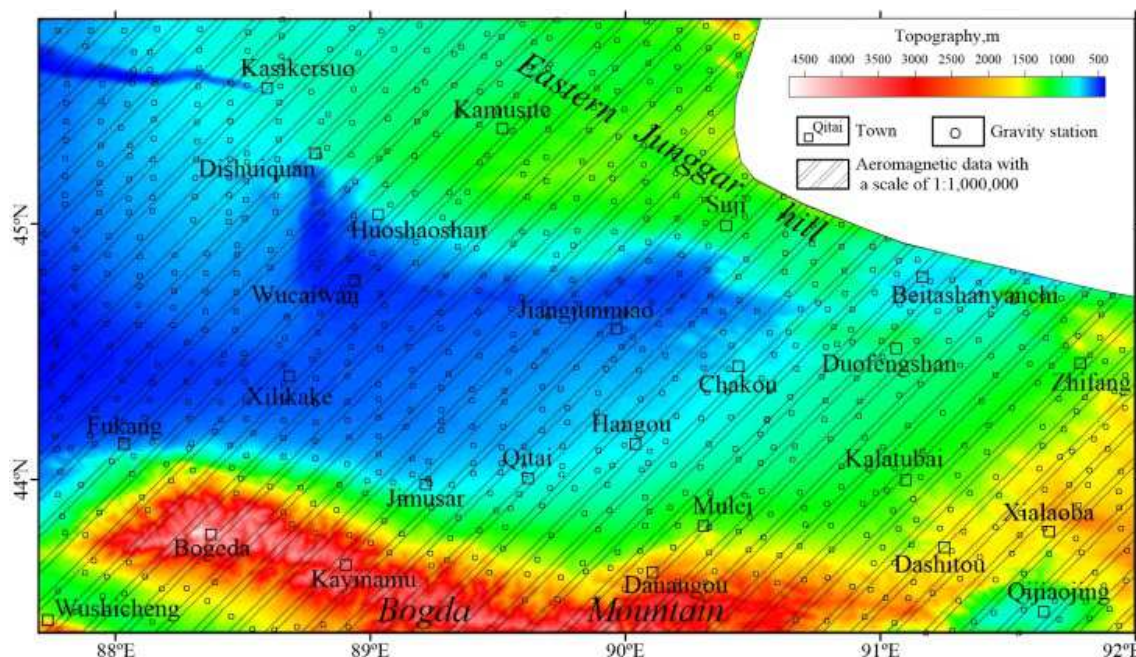 Topography,m
4500 4000 3500 3000 2500 2000 1500 1000 500
Qitai Town
Gravity station
Aeromagnetic data with
a scale of 1:1,000,000
Kasikersuo
Eastern Junggar hill
Kamusite
Dishuiquan
Suji
Huoshaoshan
45°N
Wucaiwan
Beitashanyanchi
Jiangjunmiao
Duofengshan
Chakou
Zhifang
Xilikake
Fukang
Hangou
Qitai
Kalatubai
44°N
Jimusar
Mulei
Xialaoba
Bogeda
Dashitou
Kaymamu
Danangou
Qijiaojing
Wushicheng
Bogda Mountain
88°E 89°E 90°E 91°E 92°E